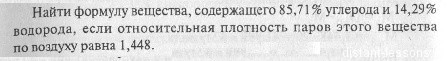 Найти формулу вещества, содержащего 85,71% углерода и 14,29%
водорода, если относительная плотность паров этого вещества
по воздуху равна 1,448.